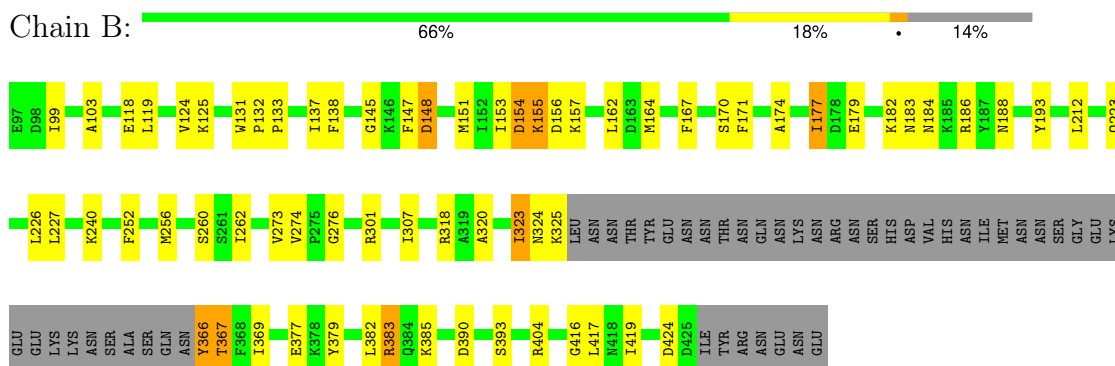 Chain B:
66% 18% • 14%
E97 D98 I99 A103 E118 L119 V124 K125 W131 P132 P133 I137 F138 G145 K146 F147 D148 M151 I152 I153 D154 K155 D156 K157 L162 D163 M164 F167 S170 F171 A174 I177 D178 E179 K182 N183 N184 K185 R186 Y187 N188 Y193 L212
L226 L227 K240 F252 M256 S260 S261 I262 V273 V274 P275 G276 R301 I307 R318 A319 A320 I323 N324 K325 LEU ASN ASN THR TYR GLU ASN ASN THR ASN GLN ASN LYS ASN ARG ASN SER HIS ASP VAL HIS ASN ILE MET ASN ASN SER GLY GLU LYS
GLU GLU LYS LYS ASN SER ALA SER GLN ASN Y366 T367 F368 I369 E377 K378 Y379 L382 R383 Q384 K385 D390 S393 R404 G416 L417 N418 I419 D424 D425 ILE TYR ARG ASN GLU ASN GLU